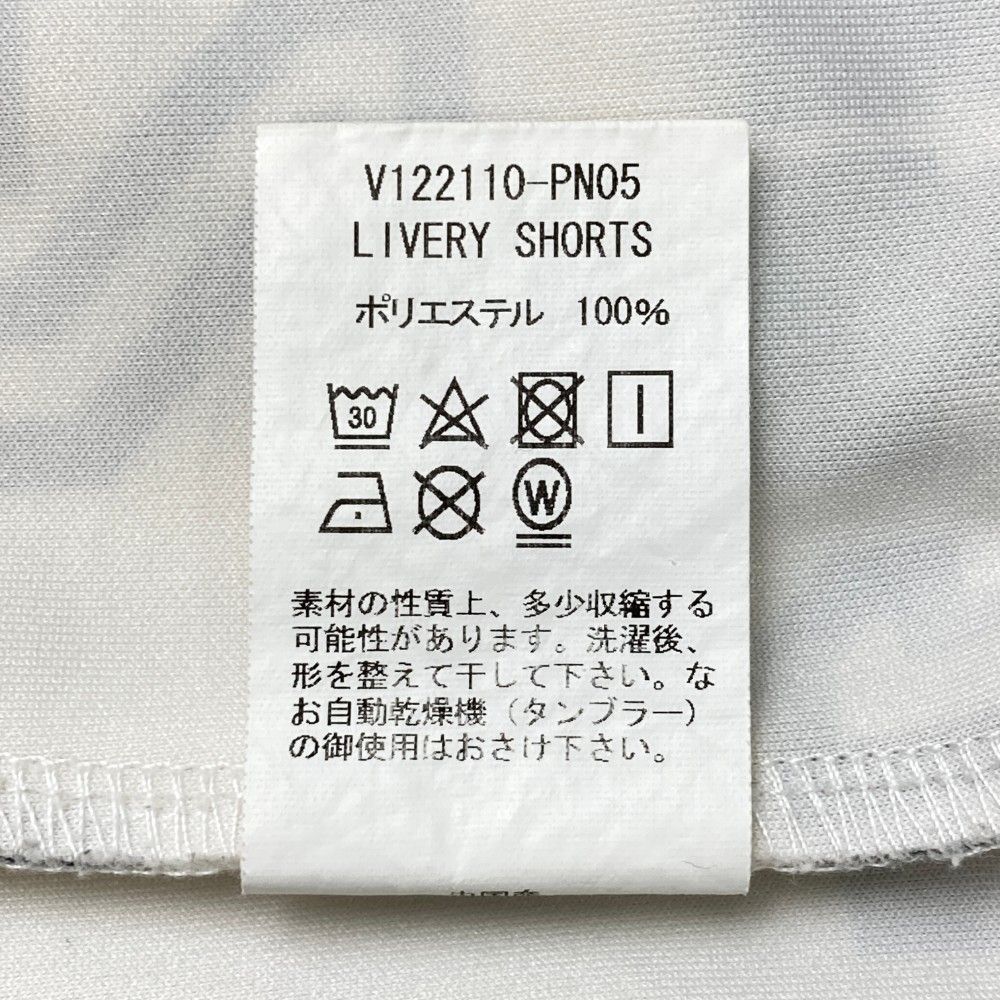 V122110-PN05
LIVERY SHORTS
ポリエステル 100%
30
W
素材の性質上、多少収縮する
可能性があります。洗濯後、
形を整えて干して下さい。な
お自動乾燥機（タンブラー）
の御使用はおさけ下さい。